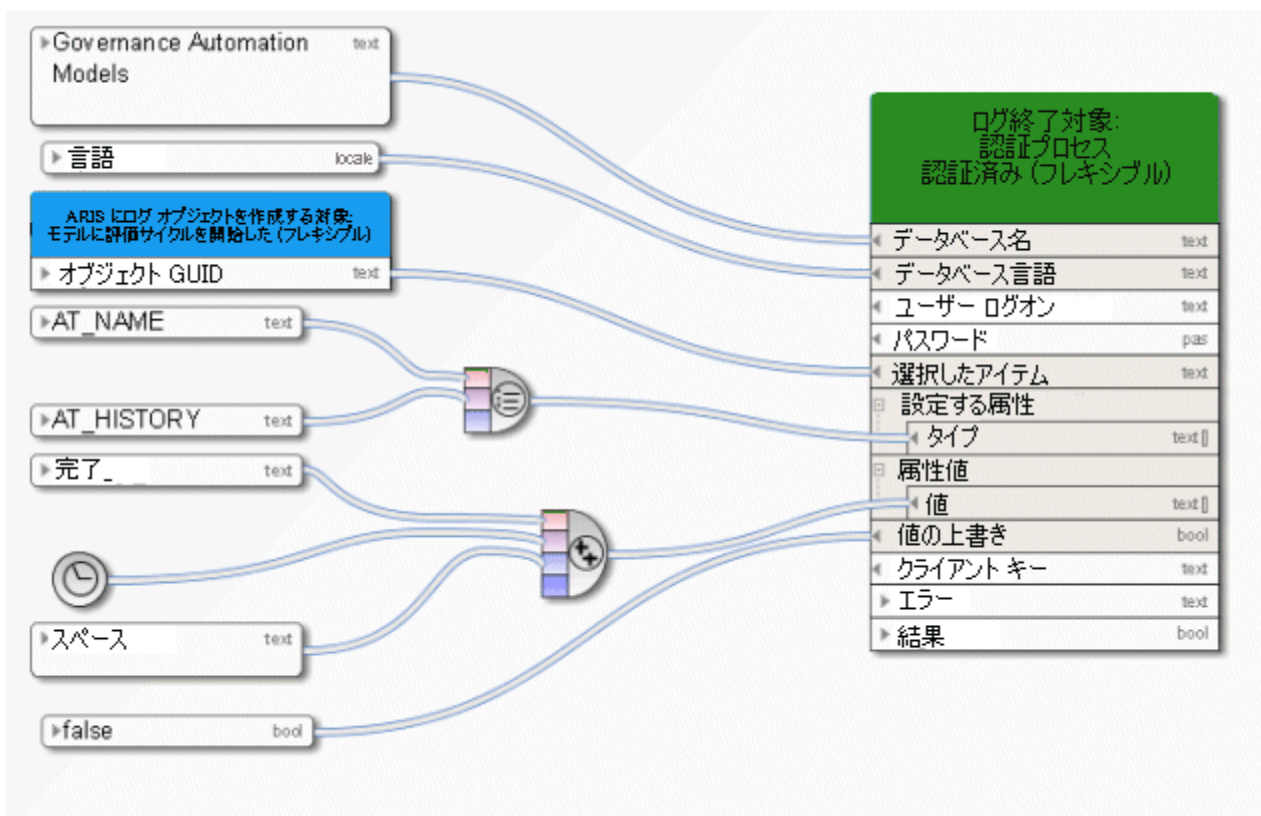 Governance Automation text
Models
言語 locale
ARIS にログ オブジェクトを作成する対象:
モデルに評価サイクルを開始した (フレキシブル)
オブジェクト GUID text
AT_NAME text
AT_HISTORY text
完了_ text
スペース text
false bool
ログ終了対象:
認証プロセス
認証済み (フレキシブル)
データベース名 text
データベース言語 text
ユーザー ログオン text
パスワード pas
選択したアイテム text
設定する属性
タイプ text[]
属性値
値 text[]
値の上書き bool
クライアント キー text
エラー text
結果 bool